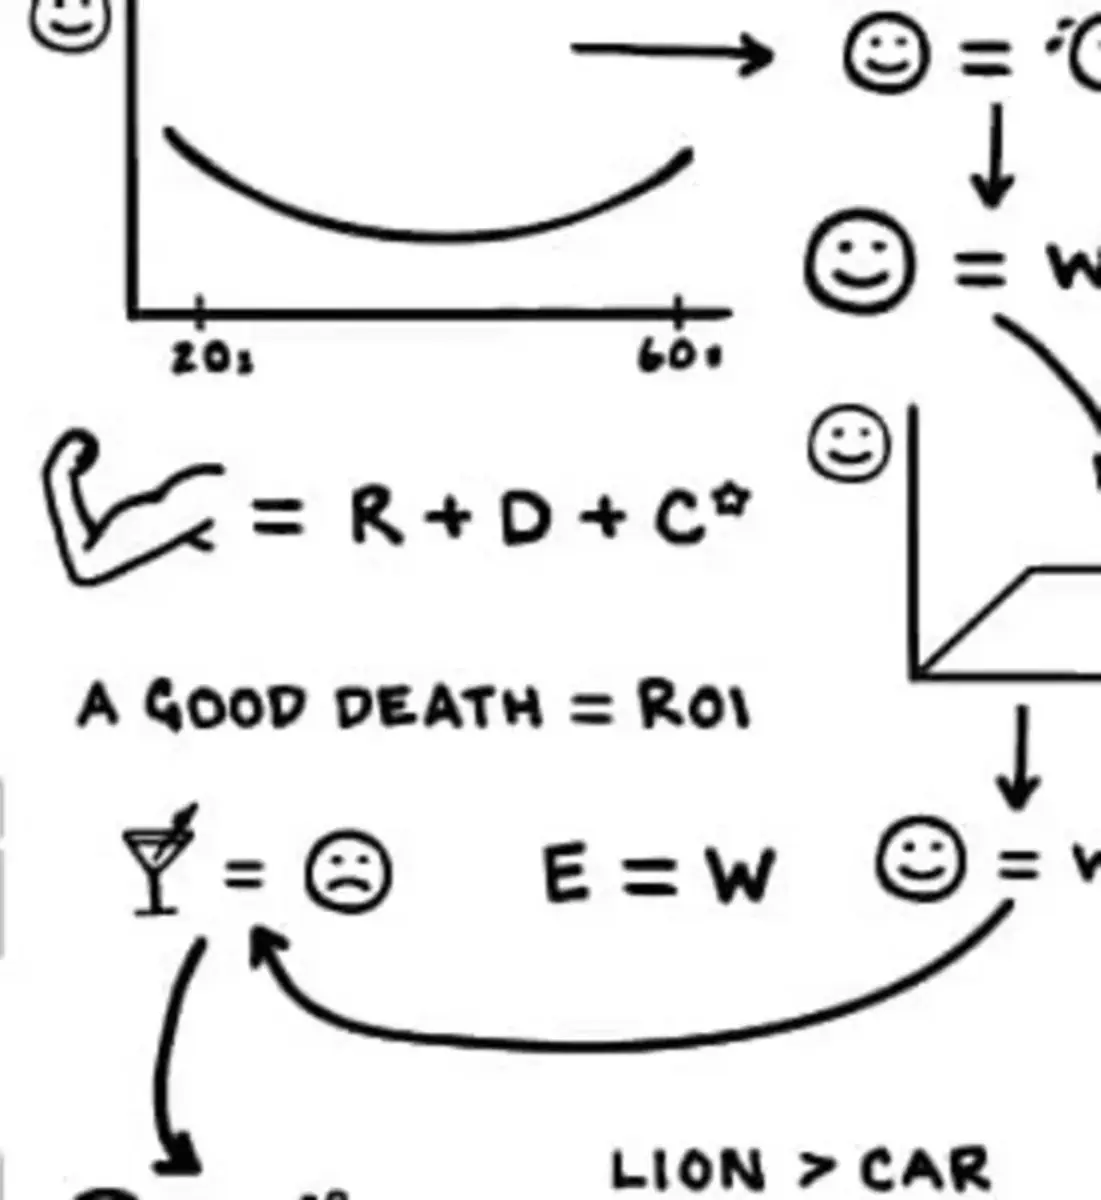 20s 60s
= W
= R + D + C☆
A GOOD DEATH = ROI
= E = W =
LION > CAR